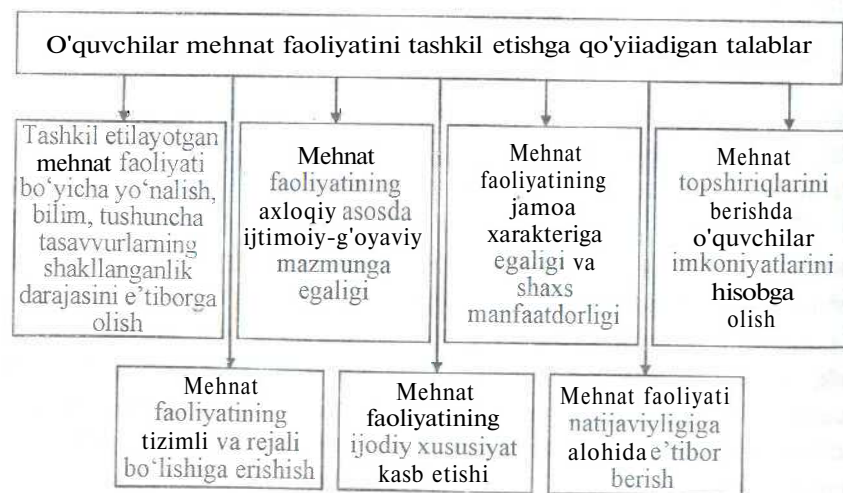 O'quvchilar mehnat faoliyatini tashkil etishga qo'yiiadigan talablar
Tashkil etilayotgan
mehnat faoliyati
bo‘yicha yo‘nalish,
bilim, tushuncha
tasavvurlarning
shakllanganlik
darajasini e’tiborga
olish
Mehnat
faoliyatining
axloqiy asosda
ijtimoiy-g'oyaviy
mazmunga
egaligi
Mehnat
faoliyatining
jamoa
xarakteriga
egaligi va
shaxs
manfaatdorligi
Mehnat
topshiriqlarini
berishda
o'quvchilar
imkoniyatlarini
hisobga
olish
Mehnat
faoliyatining
tizimli va rejali
bo‘lishiga erishish
Mehnat
faoliyatining
ijodiy xususiyat
kasb etishi
Mehnat faoliyati
natijaviyligiga
alohida e’tibor
berish